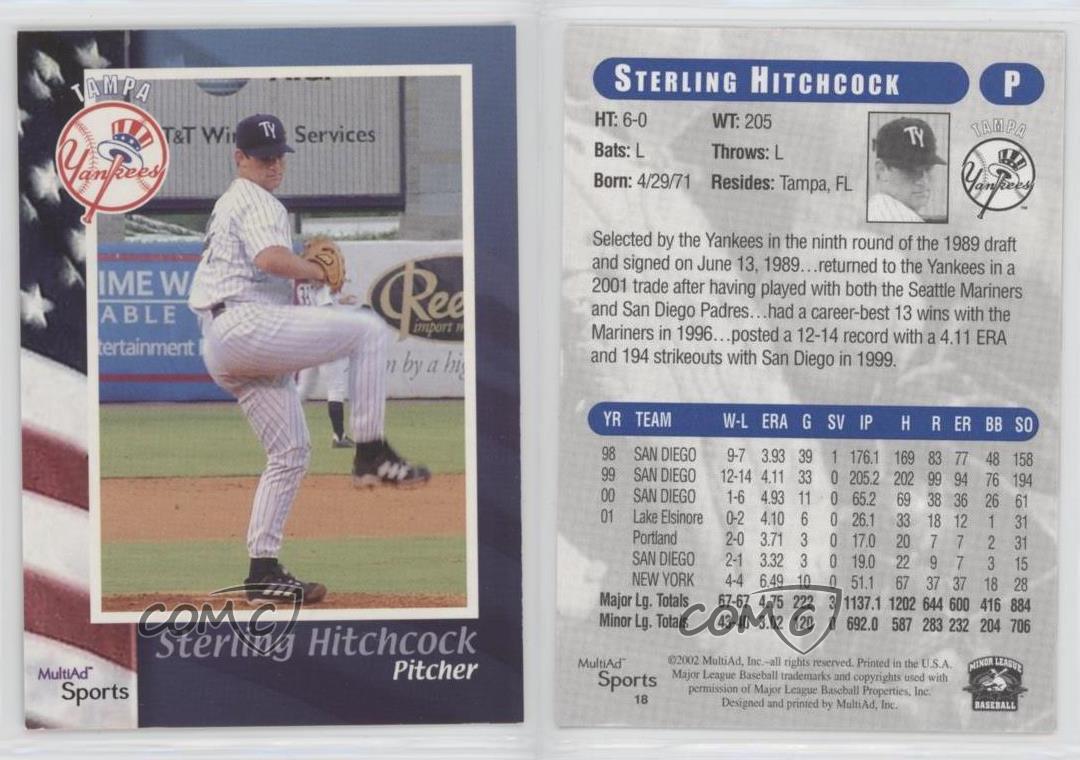 TAMPA
Yankees
T&T Wir
Services
TY
IME WA
ABLE
tertainment
Ree
import m
n by a hig
Sterling Hitchcock
Pitcher
MultiAd™
Sports
COMC
STERLING HITCHCOCK P
HT: 6-0 WT: 205
Bats: L Throws: L
Born: 4/29/71 Resides: Tampa, FL
TY
TAMPA
Yankees
Selected by the Yankees in the ninth round of the 1989 draft
and signed on June 13, 1989...returned to the Yankees in a
2001 trade after having played with both the Seattle Mariners
and San Diego Padres...had a career-best 13 wins with the
Mariners in 1996...posted a 12-14 record with a 4.11 ERA
and 194 strikeouts with San Diego in 1999.
YR TEAM W-L ERA G SV IP H R ER BB SO
98 SAN DIEGO 9-7 3.93 39 1 176.1 169 83 77 48 158
99 SAN DIEGO 12-14 4.11 33 0 205.2 202 99 94 76 194
00 SAN DIEGO 1-6 4.93 11 0 65.2 69 38 36 26 61
01 Lake Elsinore 0-2 4.10 6 0 26.1 33 18 12 1 31
Portland 2-0 3.71 3 0 17.0 20 7 7 2 31
SAN DIEGO 2-1 3.32 3 0 19.0 22 9 7 3 15
NEW YORK 4-4 6.49 10 0 51.1 67 37 37 18 28
Major Lg. Totals 67-67 4.75 222 3 1137.1 1202 644 600 416 884
Minor Lg. Totals 3.02 120 0 692.0 587 283 232 204 706
COMC
MultiAd™
Sports
18
©2002 MultiAd, Inc.–all rights reserved. Printed in the U.S.A.
Major League Baseball trademarks and copyrights used with
permission of Major League Baseball Properties, Inc.
Designed and printed by MultiAd, Inc.
MINOR LEAGUE
BASEBALL